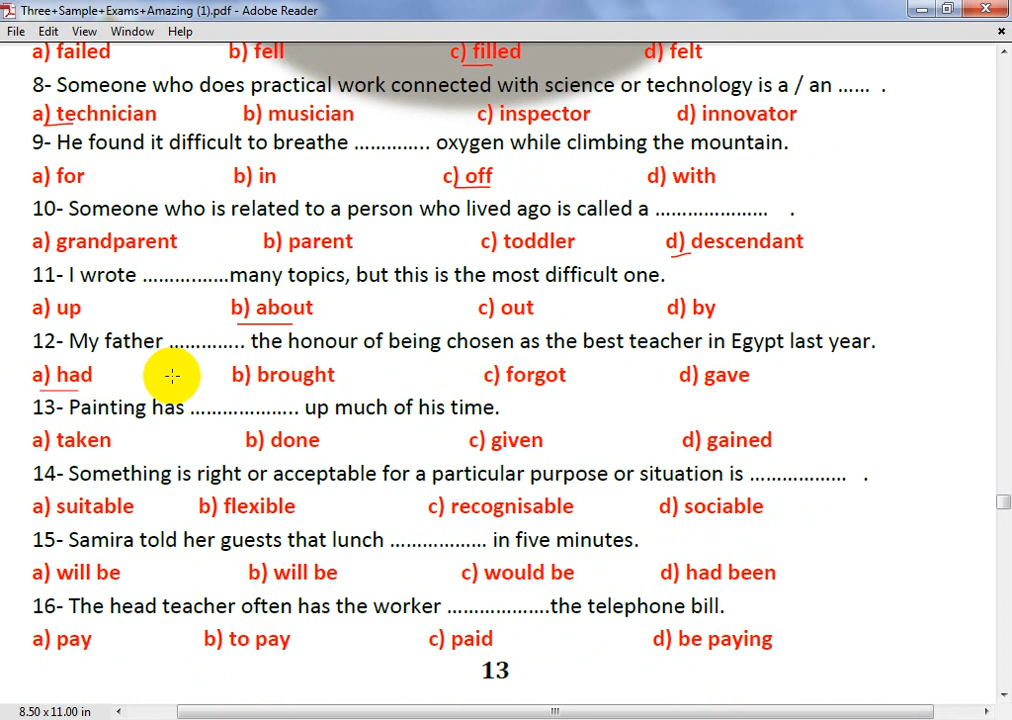 Three+Sample+Exams+Amazing (1).pdf - Adobe Reader
File Edit View Window Help
a) failed b) fell c) filled d) felt
8- Someone who does practical work connected with science or technology is a / an ...... .
a) technician b) musician c) inspector d) innovator
9- He found it difficult to breathe .............. oxygen while climbing the mountain.
a) for b) in c) off d) with
10- Someone who is related to a person who lived ago is called a ..................... .
a) grandparent b) parent c) toddler d) descendant
11- I wrote ................many topics, but this is the most difficult one.
a) up b) about c) out d) by
12- My father .............. the honour of being chosen as the best teacher in Egypt last year.
a) had b) brought c) forgot d) gave
13- Painting has .................... up much of his time.
a) taken b) done c) given d) gained
14- Something is right or acceptable for a particular purpose or situation is .................. .
a) suitable b) flexible c) recognisable d) sociable
15- Samira told her guests that lunch .................. in five minutes.
a) will be b) will be c) would be d) had been
16- The head teacher often has the worker ...................the telephone bill.
a) pay b) to pay c) paid d) be paying
13
8.50 x 11.00 in